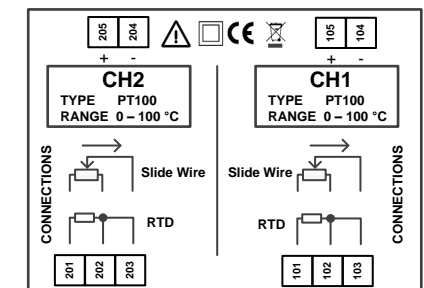 205 204
+ -
CH2
TYPE PT100
RANGE 0 – 100 °C
CONNECTIONS
Slide Wire
RTD
201 202 203
CE
105 104
+ -
CH1
TYPE PT100
RANGE 0 – 100 °C
Slide Wire
RTD
CONNECTIONS
101 102 103